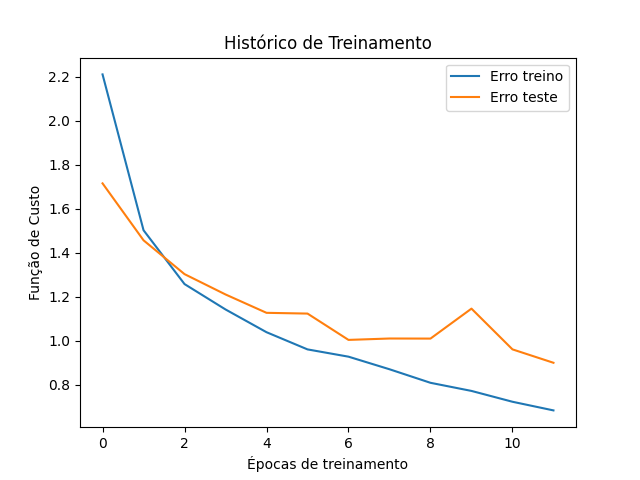 Histórico de Treinamento
Erro treino
Erro teste
Função de Custo
2.2
2.0
1.8
1.6
1.4
1.2
1.0
0.8
0 2 4 6 8 10
Épocas de treinamento